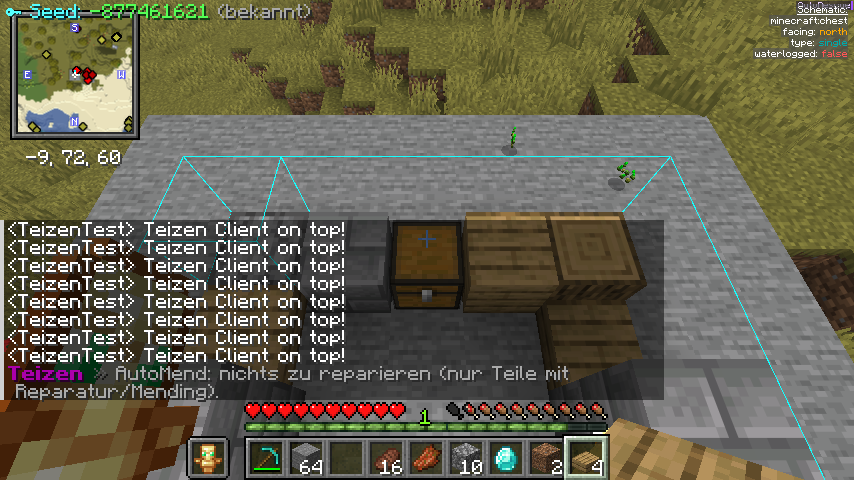 Seed: -877461621 (bekannt)
Schematic:
minecraft:chest
facing: north
type: single
waterlogged: false
S
E
W
N
-9, 72, 60
<TeizenTest> Teizen Client on top!
<TeizenTest> Teizen Client on top!
<TeizenTest> Teizen Client on top!
<TeizenTest> Teizen Client on top!
<TeizenTest> Teizen Client on top!
<TeizenTest> Teizen Client on top!
<TeizenTest> Teizen Client on top!
<TeizenTest> Teizen Client on top!
Teizen » AutoMend: nichts zu reparieren (nur Teile mit
Reparatur/Mending).
1
64
16
10
2
4